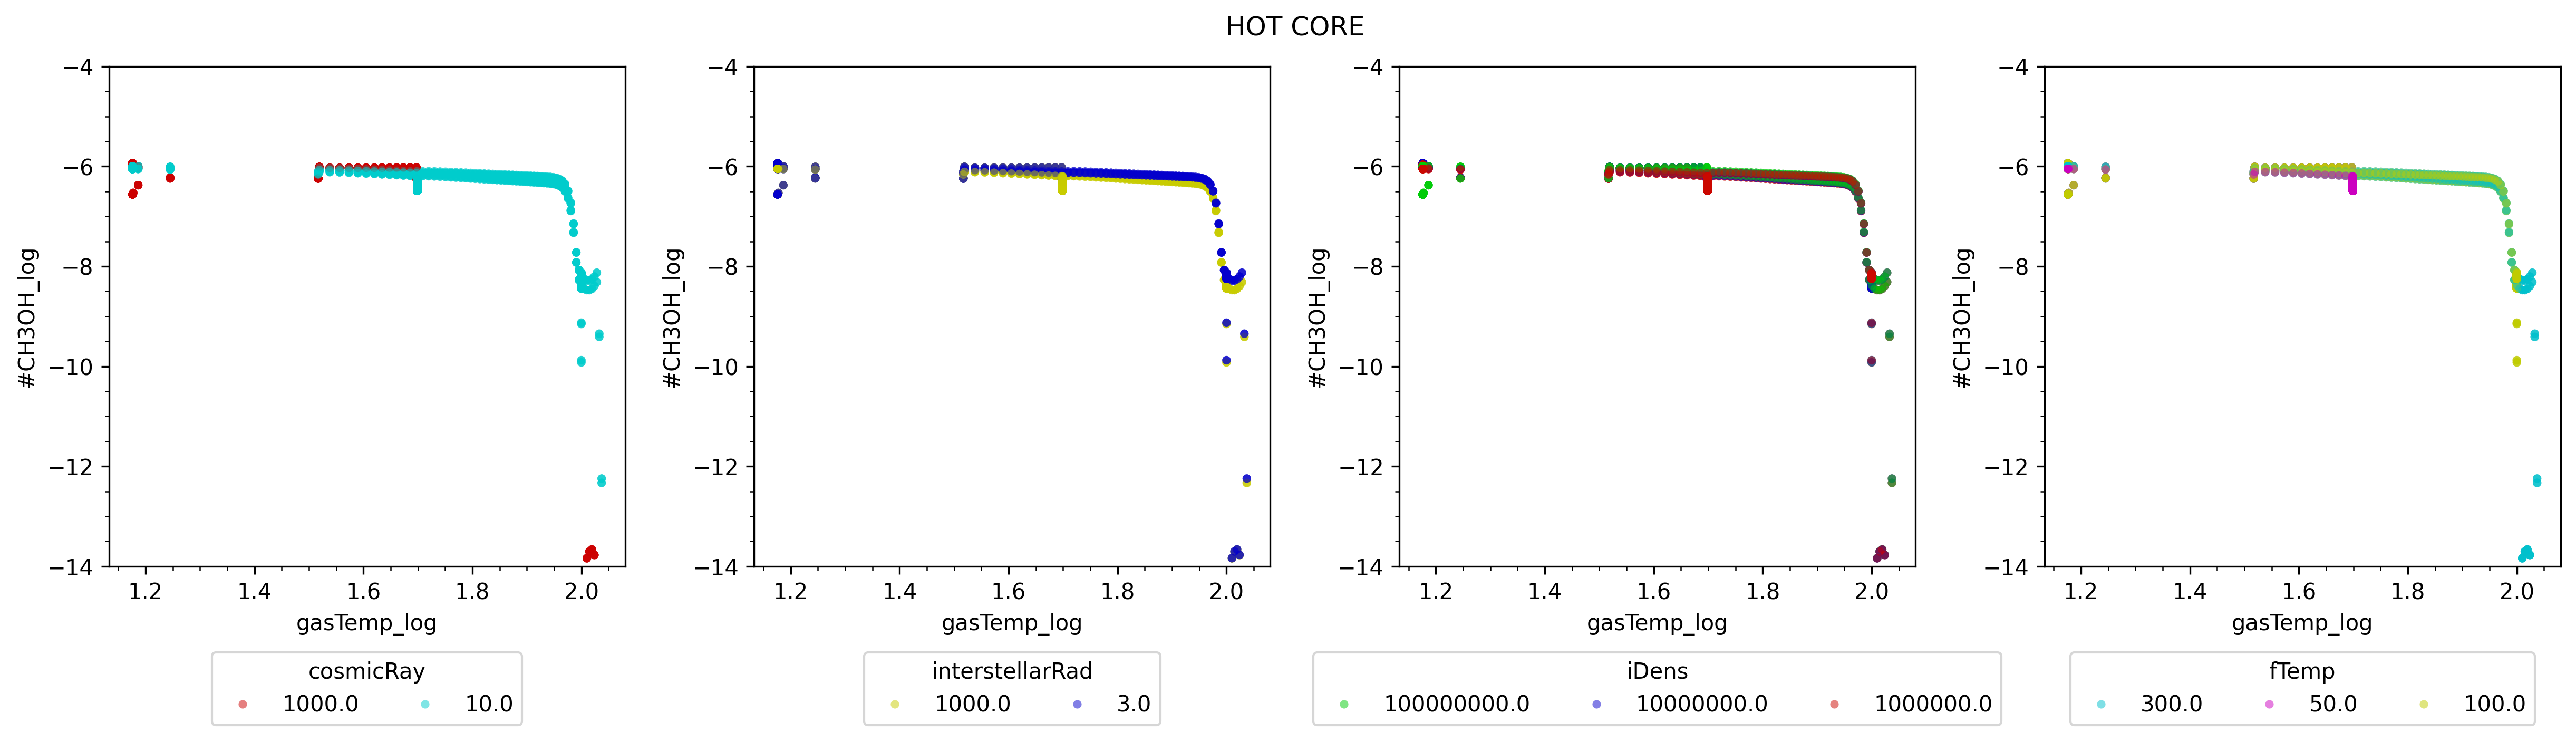 HOT CORE
−4
−6
−8
−10
−12
−14
#CH3OH_log
1.2 1.4 1.6 1.8 2.0
gasTemp_log
cosmicRay
1000.0 10.0
−4
−6
−8
−10
−12
−14
#CH3OH_log
1.2 1.4 1.6 1.8 2.0
gasTemp_log
interstellarRad
1000.0 3.0
−4
−6
−8
−10
−12
−14
#CH3OH_log
1.2 1.4 1.6 1.8 2.0
gasTemp_log
iDens
100000000.0 10000000.0 1000000.0
−4
−6
−8
−10
−12
−14
#CH3OH_log
1.2 1.4 1.6 1.8 2.0
gasTemp_log
fTemp
300.0 50.0 100.0